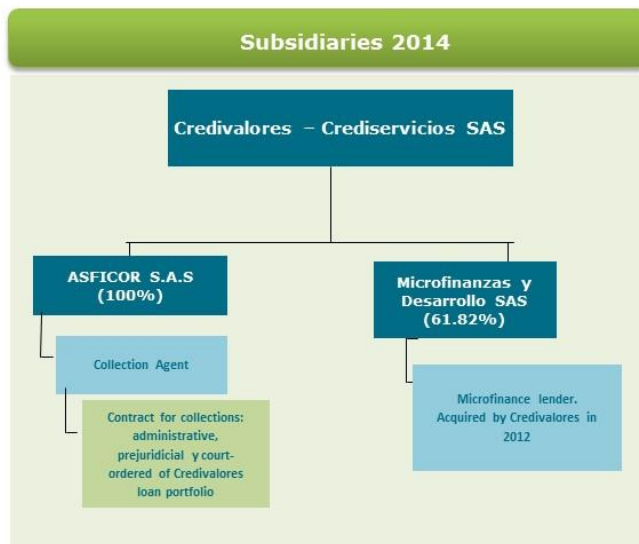 Subsidiaries 2014
Credivalores – Crediservicios SAS
ASFICOR S.A.S
(100%)
Microfinanzas y
Desarrollo SAS
(61.82%)
Collection Agent
Microfinance lender.
Acquired by Credivalores in
2012
Contract for collections:
administrative,
prejuridicial y court-
ordered of Credivalores
loan portfolio